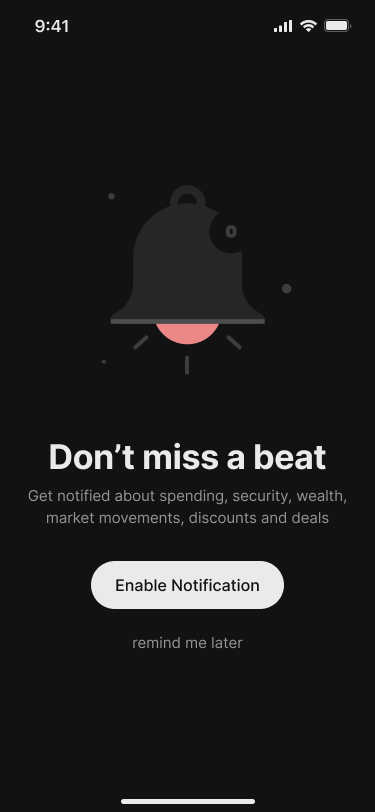 9:41
0
Don’t miss a beat
Get notified about spending, security, wealth,
market movements, discounts and deals
Enable Notification
remind me later